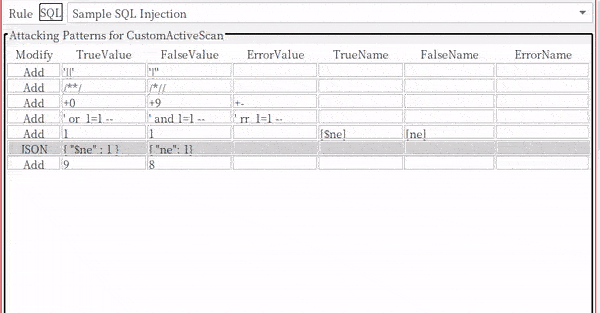 Rule SQL Sample SQL Injection
Attacking Patterns for CustomActiveScan
Modify TrueValue FalseValue ErrorValue TrueName FalseName ErrorName
Add '||' '|"
Add /**/ /*//
Add +0 +9 +-
Add ' or 1=1 -- ' and 1=1 -- ' rr 1=1 --
Add 1 1 [$ne] [ne]
JSON { "$ne" : 1 } { "ne": 1}
Add 9 8